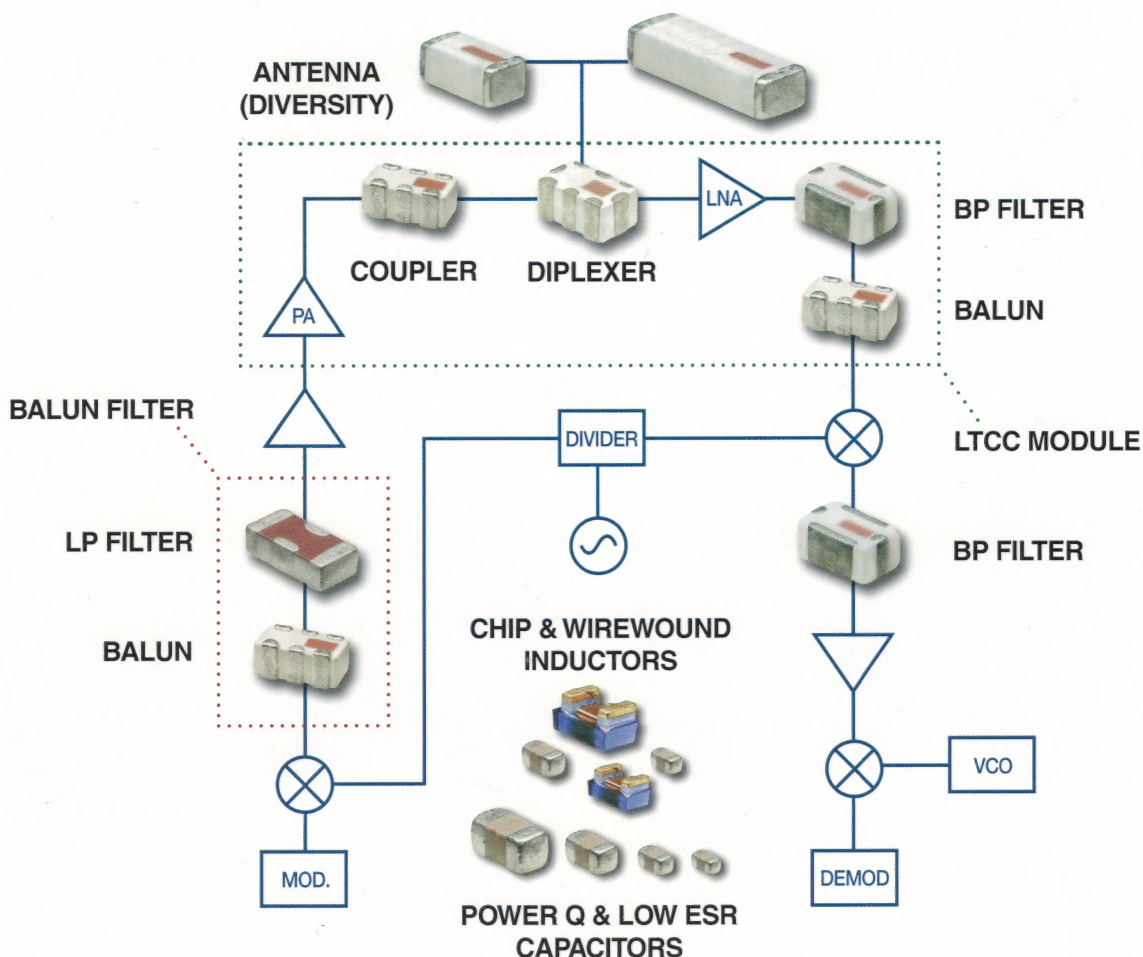 ANTENNA
(DIVERSITY)
LNA
BP FILTER
COUPLER
DIPLEXER
PA
BALUN
BALUN FILTER
DIVIDER
LTCC MODULE
LP FILTER
BP FILTER
CHIP & WIREWOUND
INDUCTORS
BALUN
VCO
MOD.
DEMOD
POWER Q & LOW ESR
CAPACITORS